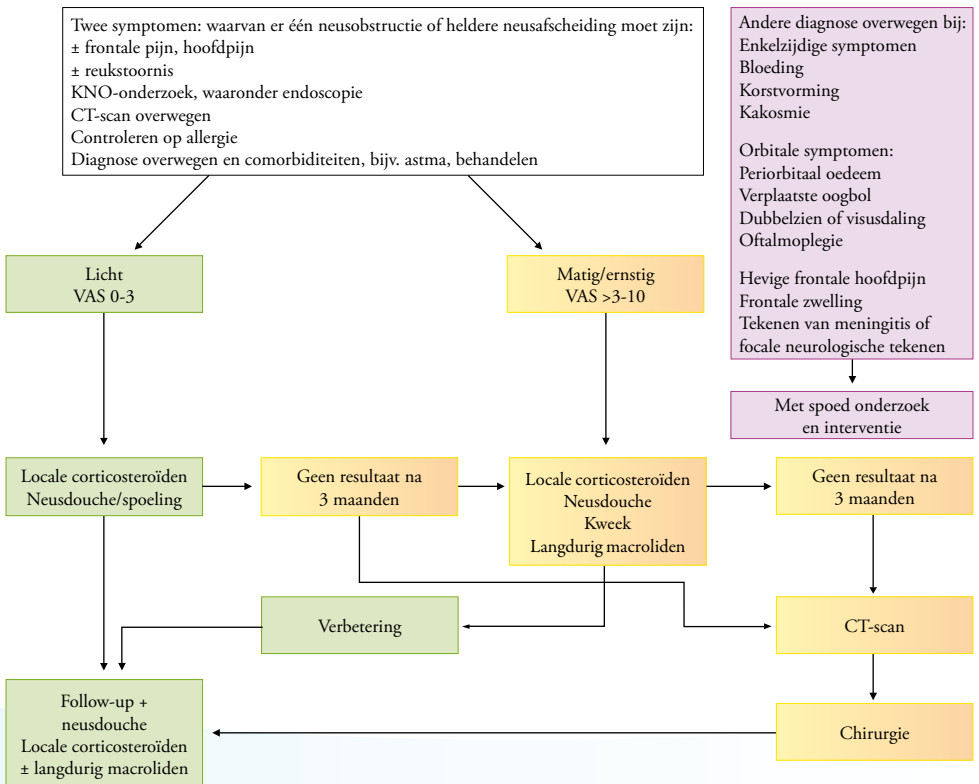 Twee symptomen: waarvan er één neusobstructie of heldere neusafscheiding moet zijn:
± frontale pijn, hoofdpijn
± reukstoornis
KNO-onderzoek, waaronder endoscopie
CT-scan overwegen
Controleren op allergie
Diagnose overwegen en comorbiditeiten, bijv. astma, behandelen
Andere diagnose overwegen bij:
Enkelzijdige symptomen
Bloeding
Korstvorming
Kakosmie
Orbitale symptomen:
Periorbitaal oedeem
Verplaatste oogbol
Dubbelzien of visusdaling
Oftalmoplegie
Hevige frontale hoofdpijn
Frontale zwelling
Tekenen van meningitis of
focale neurologische tekenen
Met spoed onderzoek
en interventie
Licht
VAS 0-3
Matig/ernstig
VAS >3-10
Locale corticosteroïden
Neusdouche/spoeling
Geen resultaat na
3 maanden
Locale corticosteroïden
Neusdouche
Kweek
Langdurig macroliden
Geen resultaat na
3 maanden
Verbetering
CT-scan
Follow-up +
neusdouche
Locale corticosteroïden
± langdurig macroliden
Chirurgie